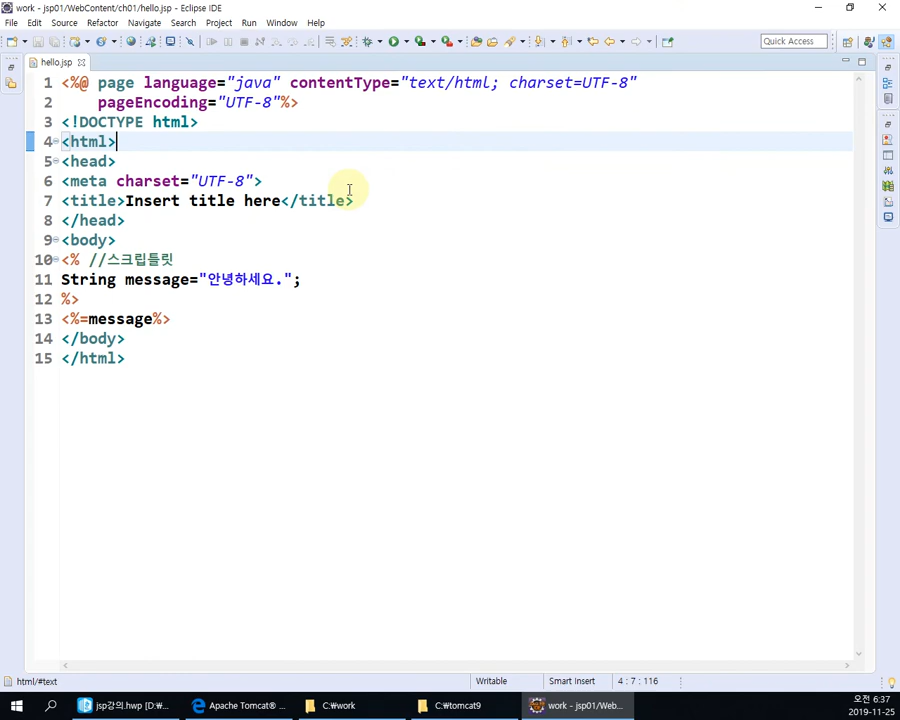 work - jsp01/WebContent/ch01/hello.jsp - Eclipse IDE
File Edit Source Refactor Navigate Search Project Run Window Help
Quick Access
hello.jsp
1 <%@ page language="java" contentType="text/html; charset=UTF-8"
2 pageEncoding="UTF-8"%>
3 <!DOCTYPE html>
4 <html>
5 <head>
6 <meta charset="UTF-8">
7 <title>Insert title here</title>
8 </head>
9 <body>
10 <% //스크립틀릿
11 String message="안녕하세요.";
12 %>
13 <%=message%>
14 </body>
15 </html>
html/#text Writable Smart Insert 4 : 7 : 116
jsp강의.hwp [D:₩... Apache Tomcat® ... C:₩work C:₩tomcat9 work - jsp01/Web... 오전 6:37
2019-11-25